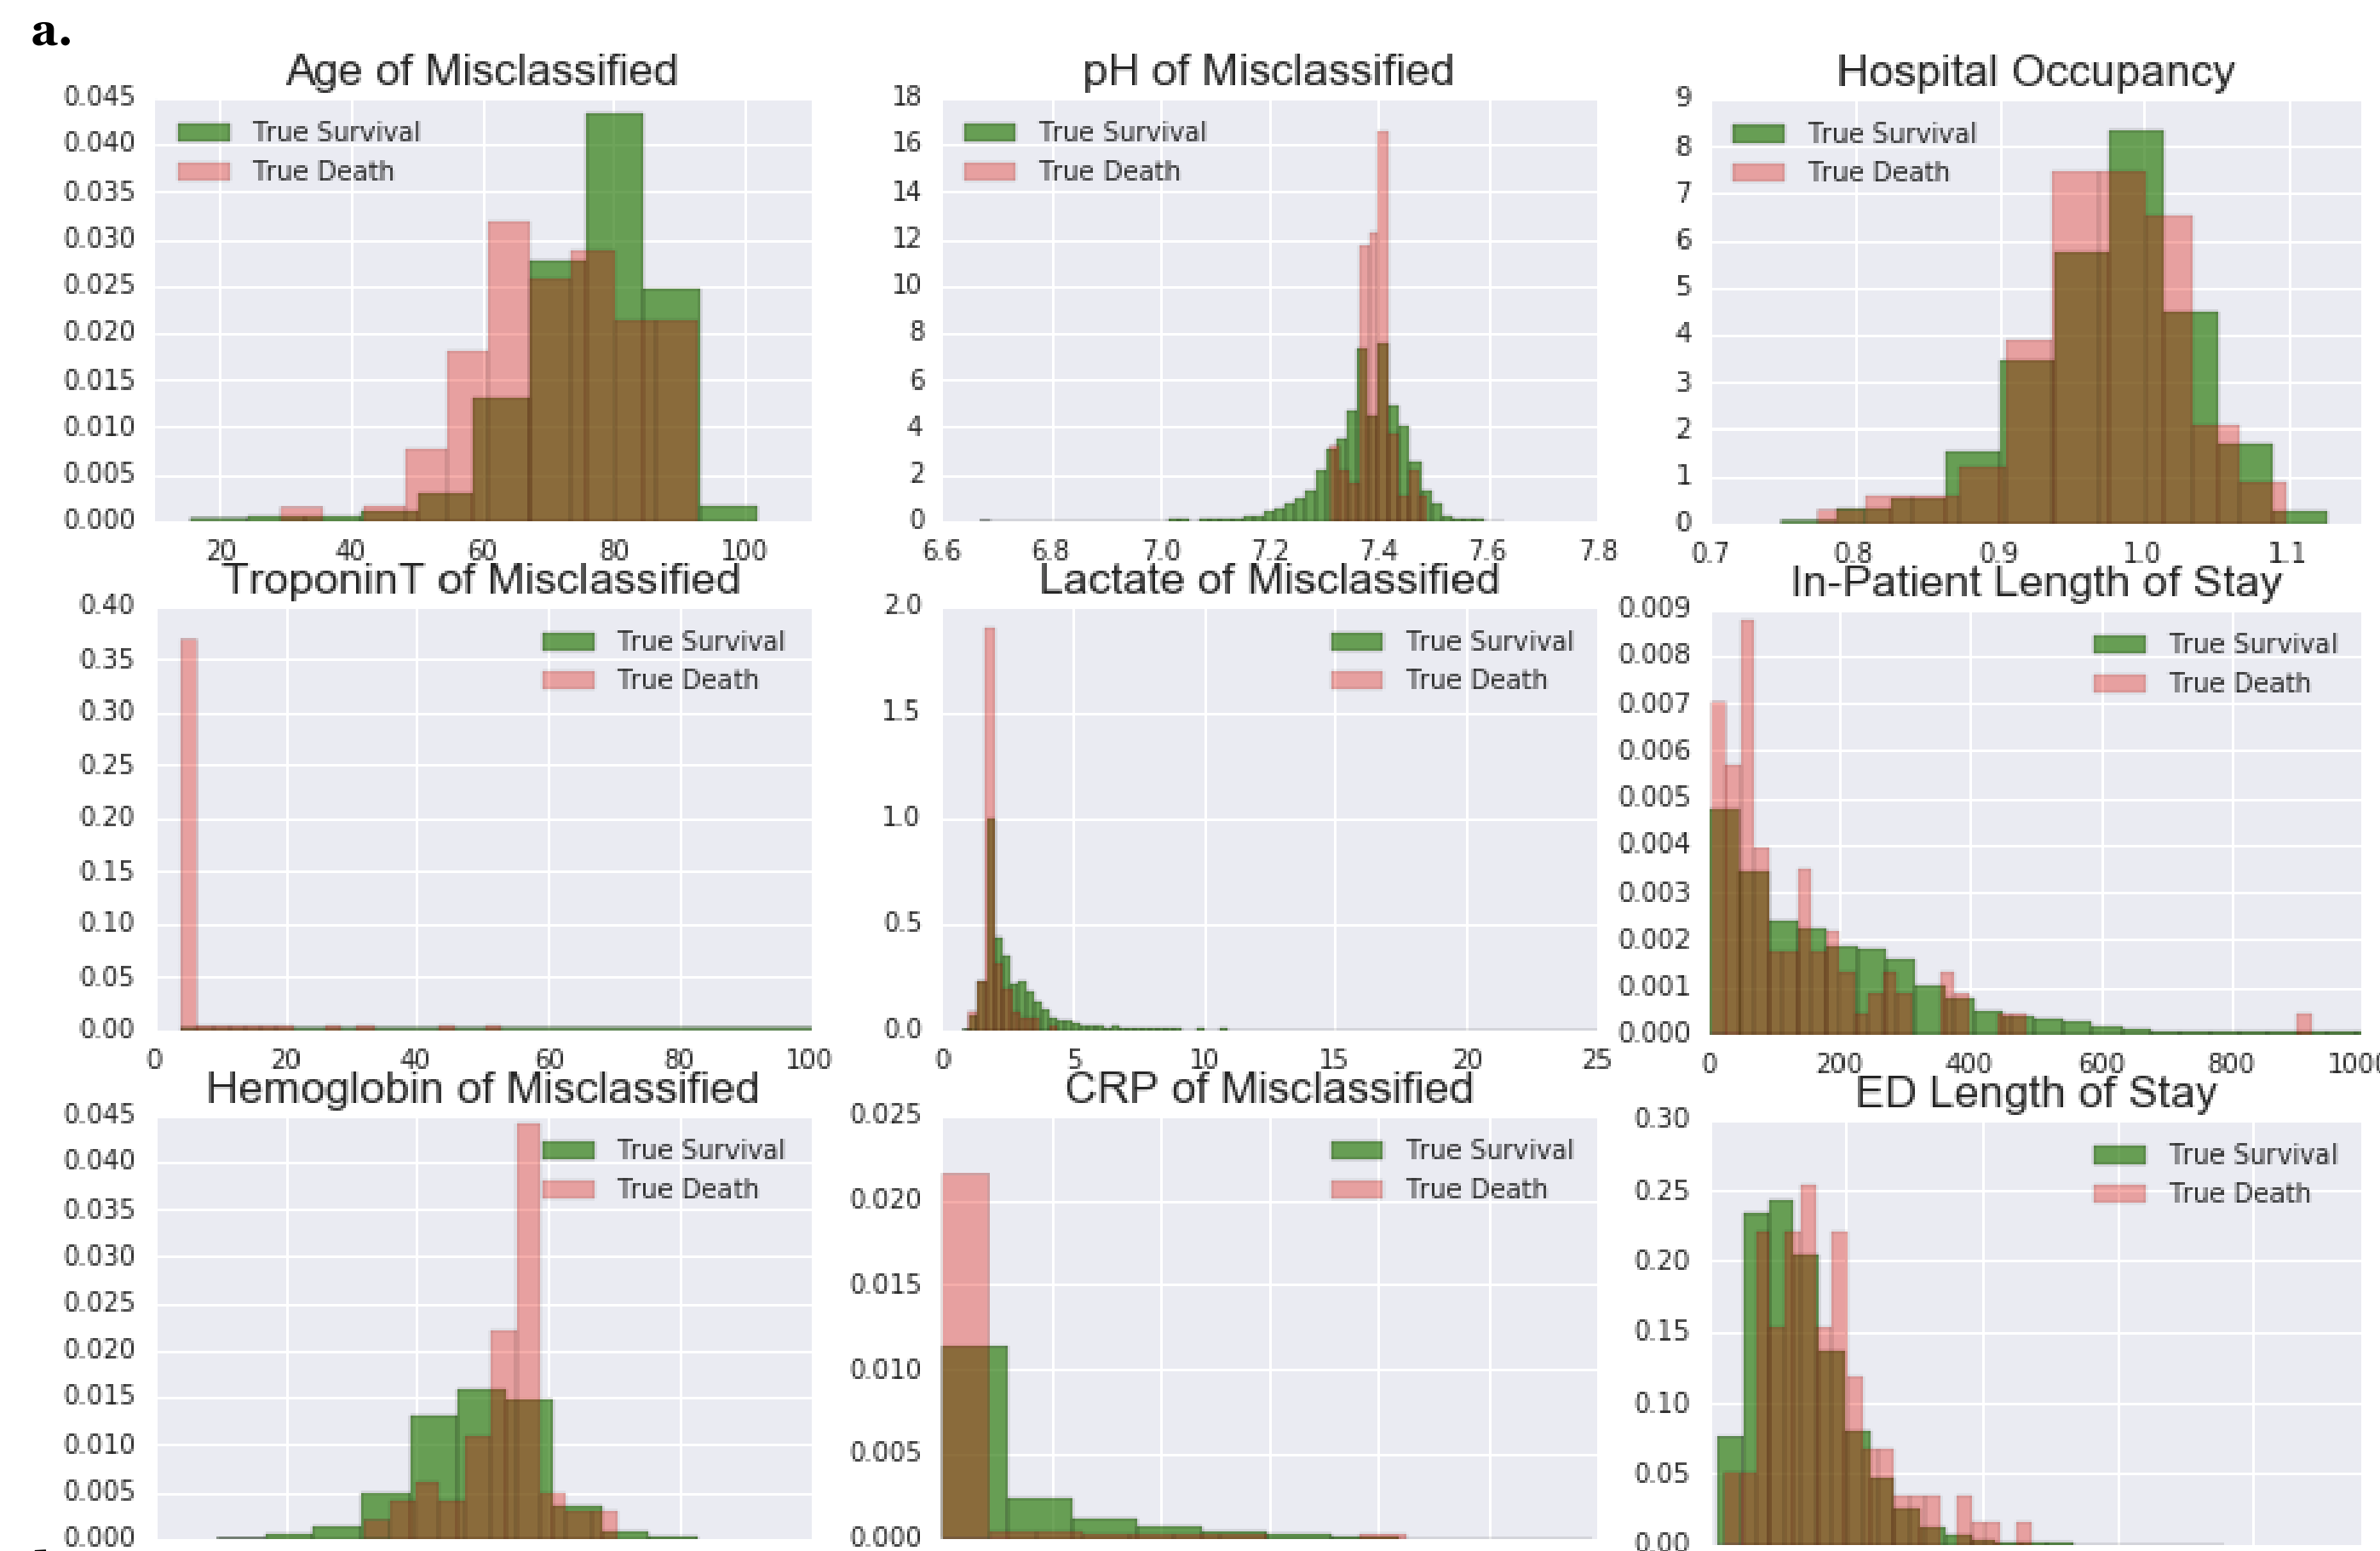 a.
Age of Misclassified
0.045
0.040
0.035
0.030
0.025
0.020
0.015
0.010
0.005
0.000
True Survival
True Death
20 40 60 80 100
pH of Misclassified
18
16
14
12
10
8
6
4
2
0
True Survival
True Death
6.6 6.8 7.0 7.2 7.4 7.6 7.8
Hospital Occupancy
9
8
7
6
5
4
3
2
1
0
True Survival
True Death
0.7 0.8 0.9 1.0 1.1
TroponinT of Misclassified
0.40
0.35
0.30
0.25
0.20
0.15
0.10
0.05
0.00
True Survival
True Death
0 20 40 60 80 100
Lactate of Misclassified
2.0
1.5
1.0
0.5
0.0
True Survival
True Death
0 5 10 15 20 25
In-Patient Length of Stay
0.009
0.008
0.007
0.006
0.005
0.004
0.003
0.002
0.001
0.000
True Survival
True Death
0 200 400 600 800
Hemoglobin of Misclassified
0.045
0.040
0.035
0.030
0.025
0.020
0.015
0.010
0.005
0.000
True Survival
True Death
CRP of Misclassified
0.025
0.020
0.015
0.010
0.005
0.000
True Survival
True Death
ED Length of Stay
0.30
0.25
0.20
0.15
0.10
0.05
0.00
True Survival
True Death